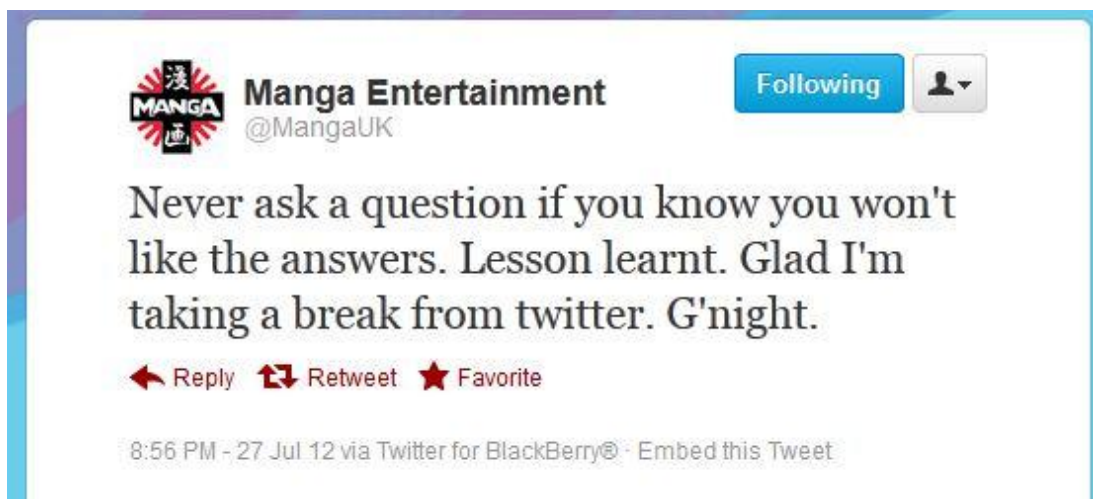 漫
MANGA
画
Manga Entertainment
@MangaUK
Following
Never ask a question if you know you won't
like the answers. Lesson learnt. Glad I'm
taking a break from twitter. G'night.
Reply Retweet Favorite
8:56 PM - 27 Jul 12 via Twitter for BlackBerry® · Embed this Tweet